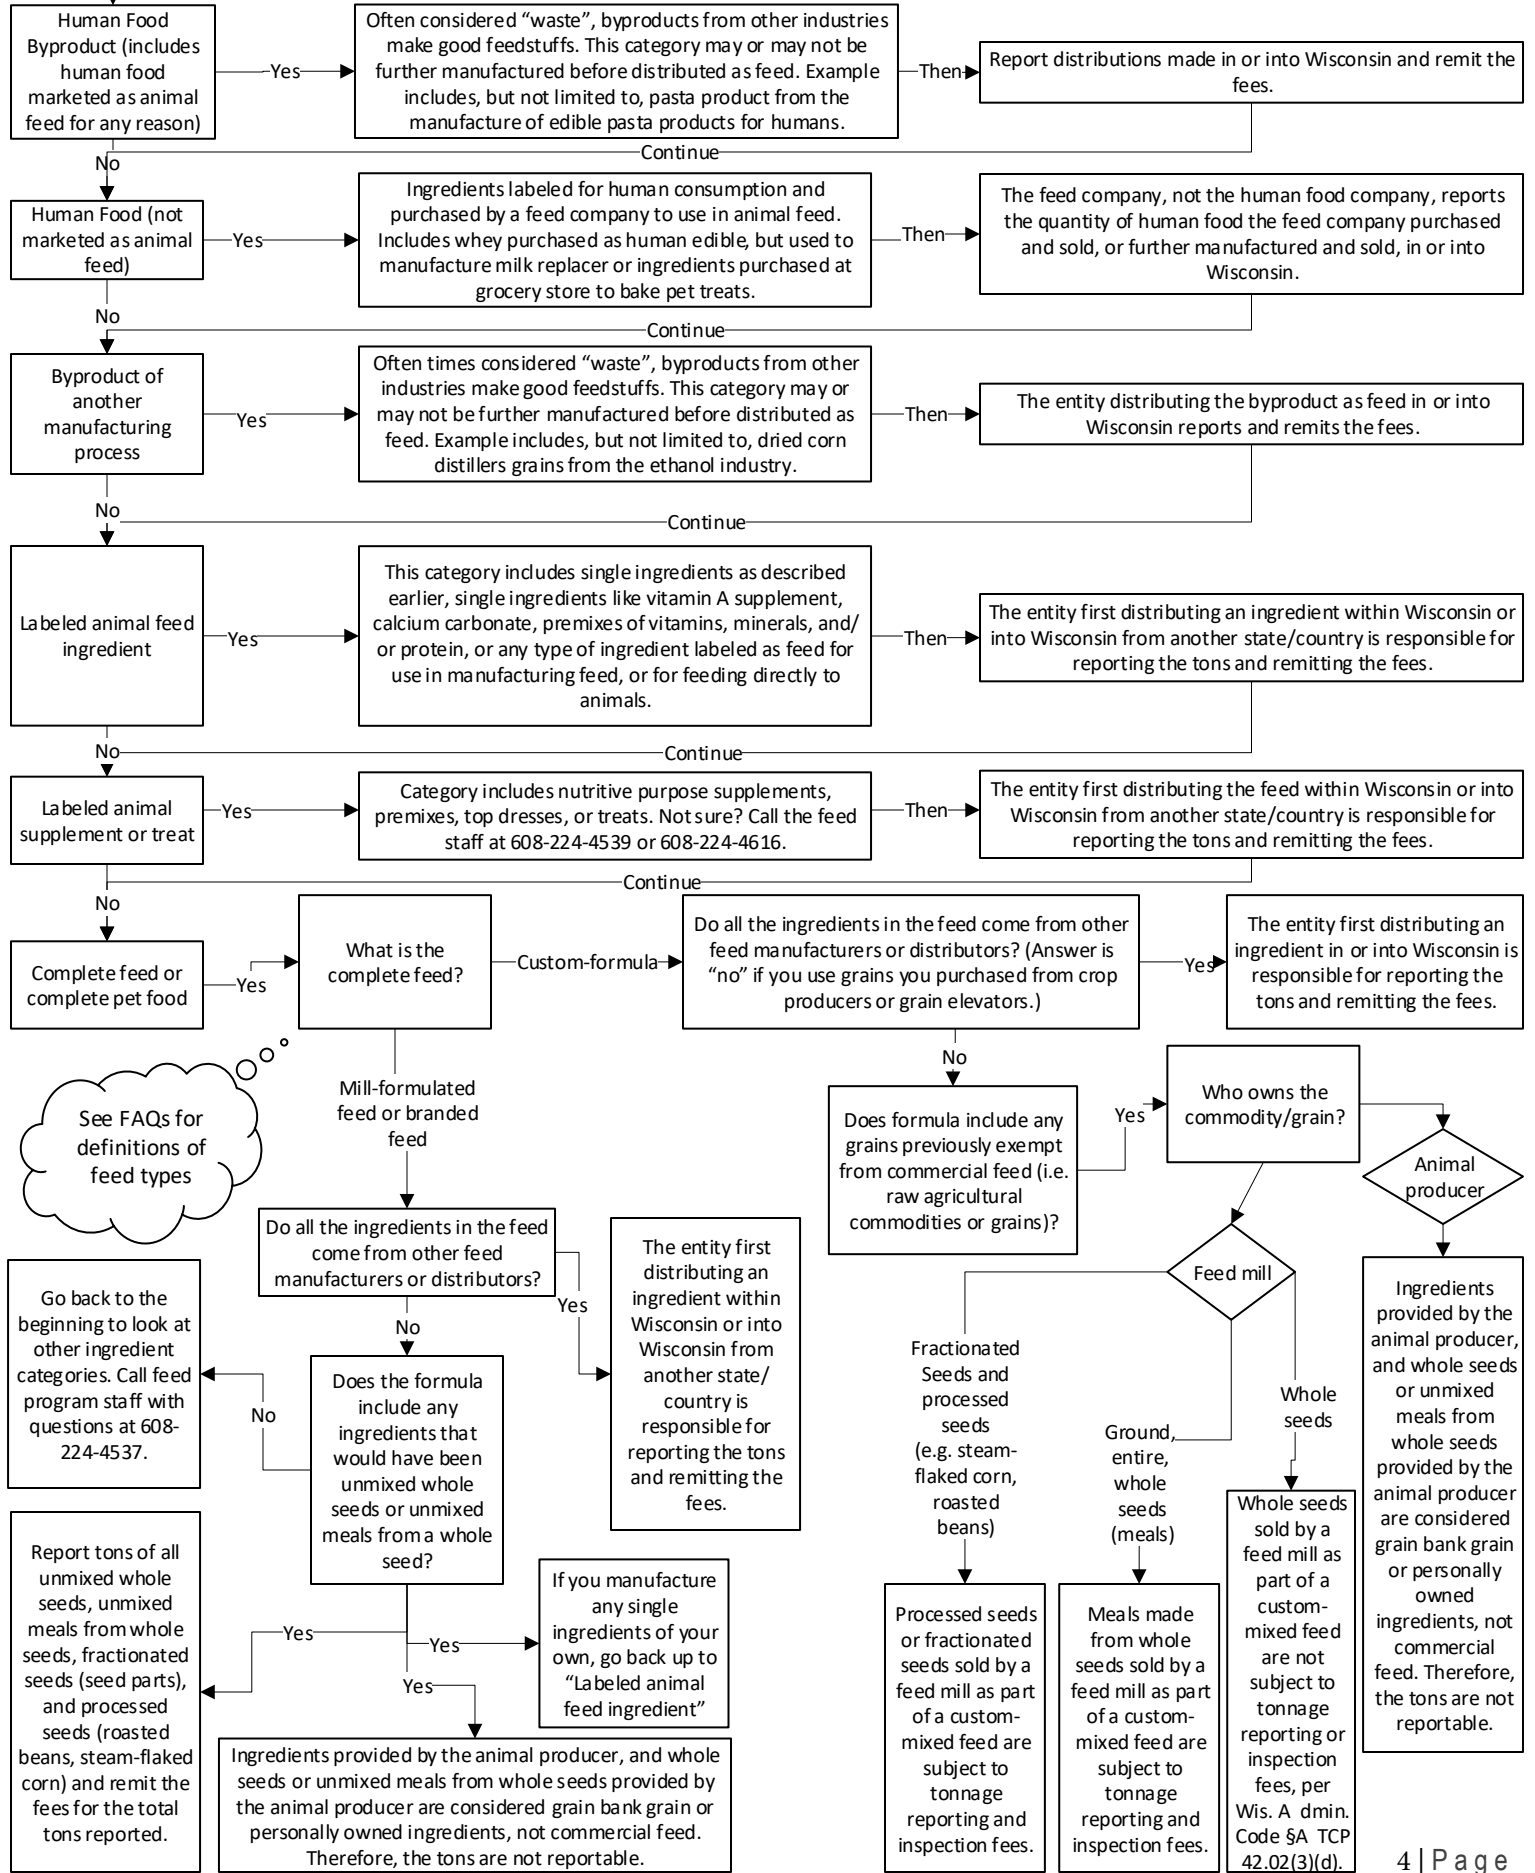 Human Food
Byproduct (includes
human food
marketed as animal
feed for any reason)
Yes
Often considered “waste”, byproducts from other industries
make good feedstuffs. This category may or may not be
further manufactured before distributed as feed. Example
includes, but not limited to, pasta product from the
manufacture of edible pasta products for humans.
Then
Report distributions made in or into Wisconsin and remit the
fees.
Continue
No
Human Food (not
marketed as animal
feed)
Yes
Ingredients labeled for human consumption and
purchased by a feed company to use in animal feed.
Includes whey purchased as human edible, but used to
manufacture milk replacer or ingredients purchased at
grocery store to bake pet treats.
Then
The feed company, not the human food company, reports
the quantity of human food the feed company purchased
and sold, or further manufactured and sold, in or into
Wisconsin.
No
Continue
Byproduct of
another
manufacturing
process
Yes
Often times considered “waste”, byproducts from other
industries make good feedstuffs. This category may or
may not be further manufactured before distributed as
feed. Example includes, but not limited to, dried corn
distillers grains from the ethanol industry.
Then
The entity distributing the byproduct as feed in or into
Wisconsin reports and remits the fees.
No
Continue
Labeled animal feed
ingredient
Yes
This category includes single ingredients as described
earlier, single ingredients like vitamin A supplement,
calcium carbonate, premixes of vitamins, minerals, and/
or protein, or any type of ingredient labeled as feed for
use in manufacturing feed, or for feeding directly to
animals.
Then
The entity first distributing an ingredient within Wisconsin or
into Wisconsin from another state/country is responsible for
reporting the tons and remitting the fees.
No
Continue
Labeled animal
supplement or treat
Yes
Category includes nutritive purpose supplements,
premixes, top dresses, or treats. Not sure? Call the feed
staff at 608-224-4539 or 608-224-4616.
Then
The entity first distributing the feed within Wisconsin or into
Wisconsin from another state/country is responsible for
reporting the tons and remitting the fees.
Continue
No
Complete feed or
complete pet food
Yes
What is the
complete feed?
Custom-formula
Do all the ingredients in the feed come from other
feed manufacturers or distributors? (Answer is
“no” if you use grains you purchased from crop
producers or grain elevators.)
Yes
The entity first distributing an
ingredient in or into Wisconsin is
responsible for reporting the
tons and remitting the fees.
See FAQs for
definitions of
feed types
Mill-formulated
feed or branded
feed
No
Does formula include any
grains previously exempt
from commercial feed (i.e.
raw agricultural
commodities or grains)?
Yes
Who owns the
commodity/grain?
Animal
producer
Feed mill
Do all the ingredients in the feed
come from other feed
manufacturers or distributors?
Yes
The entity first
distributing an
ingredient within
Wisconsin or into
Wisconsin from
another state/
country is
responsible for
reporting the tons
and remitting the
fees.
No
Does the formula
include any
ingredients that
would have been
unmixed whole
seeds or unmixed
meals from a whole
seed?
No
Go back to the
beginning to look at
other ingredient
categories. Call feed
program staff with
questions at 608-
224-4537.
Yes
Report tons of all
unmixed whole
seeds, unmixed
meals from whole
seeds, fractionated
seeds (seed parts),
and processed
seeds (roasted
beans, steam-flaked
corn) and remit the
fees for the total
tons reported.
Yes
If you manufacture
any single
ingredients of your
own, go back up to
“Labeled animal
feed ingredient”
Yes
Ingredients provided by the animal producer, and whole
seeds or unmixed meals from whole seeds provided by
the animal producer are considered grain bank grain or
personally owned ingredients, not commercial feed.
Therefore, the tons are not reportable.
Fractionated
Seeds and
processed
seeds
(e.g. steam-
flaked corn,
roasted
beans)
Processed seeds
or fractionated
seeds sold by a
feed mill as part
of a custom-
mixed feed are
subject to
tonnage
reporting and
inspection fees.
Ground,
entire,
whole
seeds
(meals)
Meals made
from whole
seeds sold by a
feed mill as part
of a custom-
mixed feed are
subject to
tonnage
reporting and
inspection fees.
Whole
seeds
Whole seeds
sold by a
feed mill as
part of a
custom-
mixed feed
are not
subject to
tonnage
reporting or
inspection
fees, per
Wis. A dmin.
Code §A TCP
42.02(3)(d).
Ingredients
provided by the
animal producer,
and whole seeds
or unmixed
meals from
whole seeds
provided by the
animal producer
are considered
grain bank grain
or personally
owned
ingredients, not
commercial
feed. Therefore,
the tons are not
reportable.
4 | Page